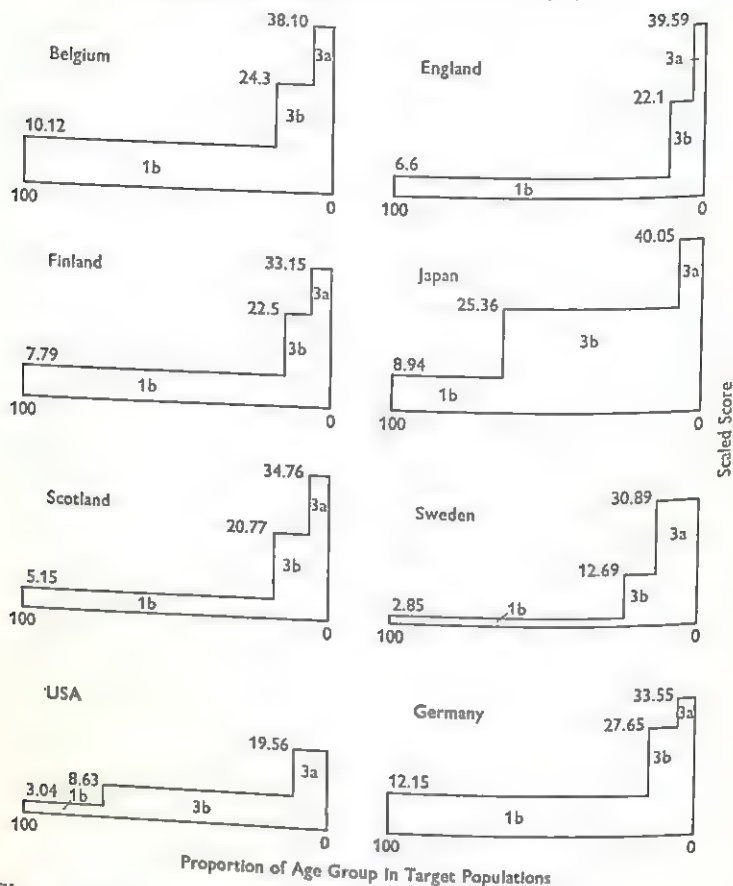 Belgium
38.10
3a
24.3
3b
10.12
1b
100
0
England
39.59
3a
22.1
3b
6.6
1b
100
0
Finland
33.15
3a
22.5
3b
7.79
1b
100
0
Japan
40.05
3a
25.36
3b
8.94
1b
100
0
Scotland
34.76
3a
20.77
3b
5.15
1b
100
0
Sweden
30.89
3a
12.69
3b
2.85
1b
100
0
USA
19.56
3a
8.63
3b
3.04
1b
100
0
Germany
33.55
3a
27.65
3b
12.15
1b
100
0
Scaled Score
Proportion of Age Group in Target Populations